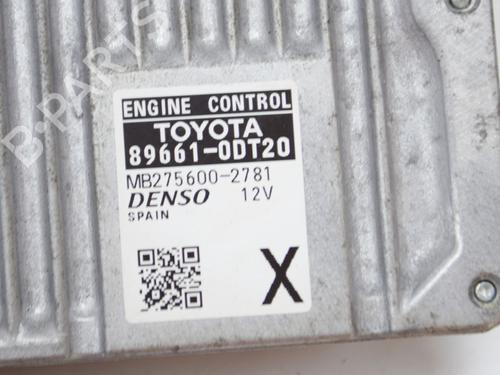 B-PARTS
ENGINE CONTROL
TOYOTA
89661-0DT20
MB275600-2781
DENSO 12V
SPAIN
X